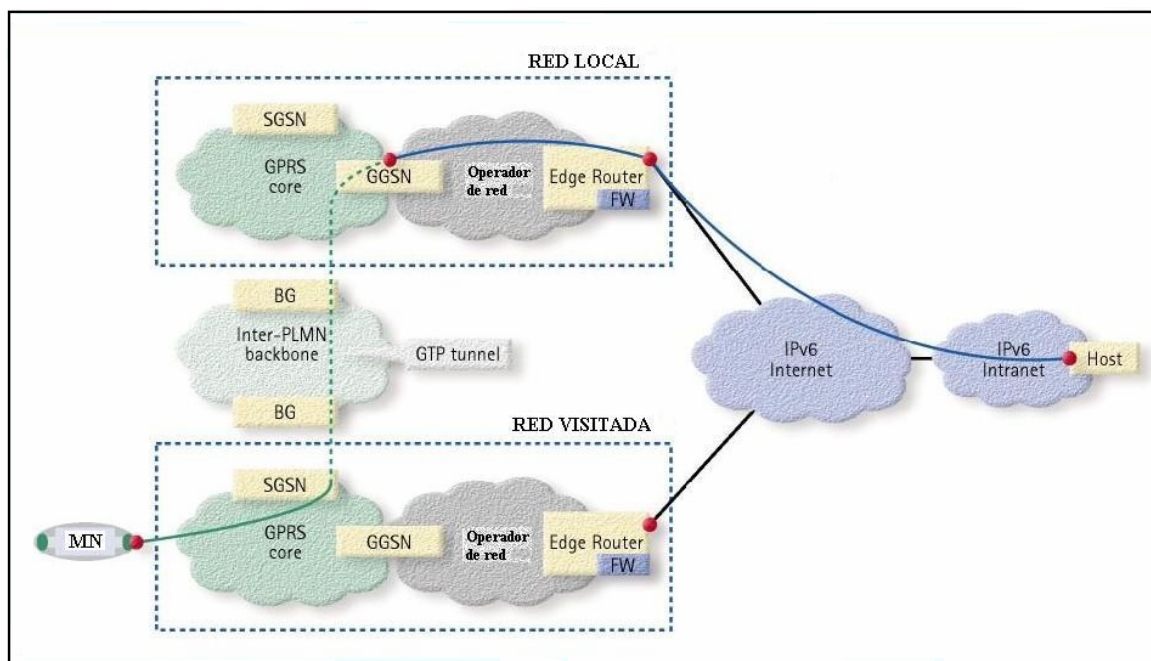 RED LOCAL
SGSN
GPRS
core
GGSN
Operador
de red
Edge Router
FW
BG
Inter-PLMN
backbone
GTP tunnel
BG
IPv6
Internet
IPv6
Intranet
Host
RED VISITADA
SGSN
MN
GPRS
core
GGSN
Operador
de red
Edge Router
FW